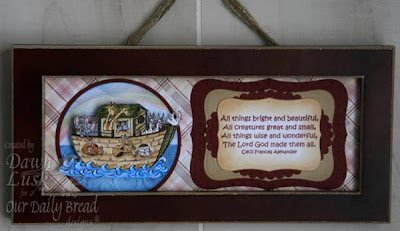 All things bright and beautiful,
All creatures great and small,
All things wise and wonderful,
The Lord God made them all.
Cecil Frances Alexander
created by
Dawn
Lusk
for
Our Daily Bread
designs